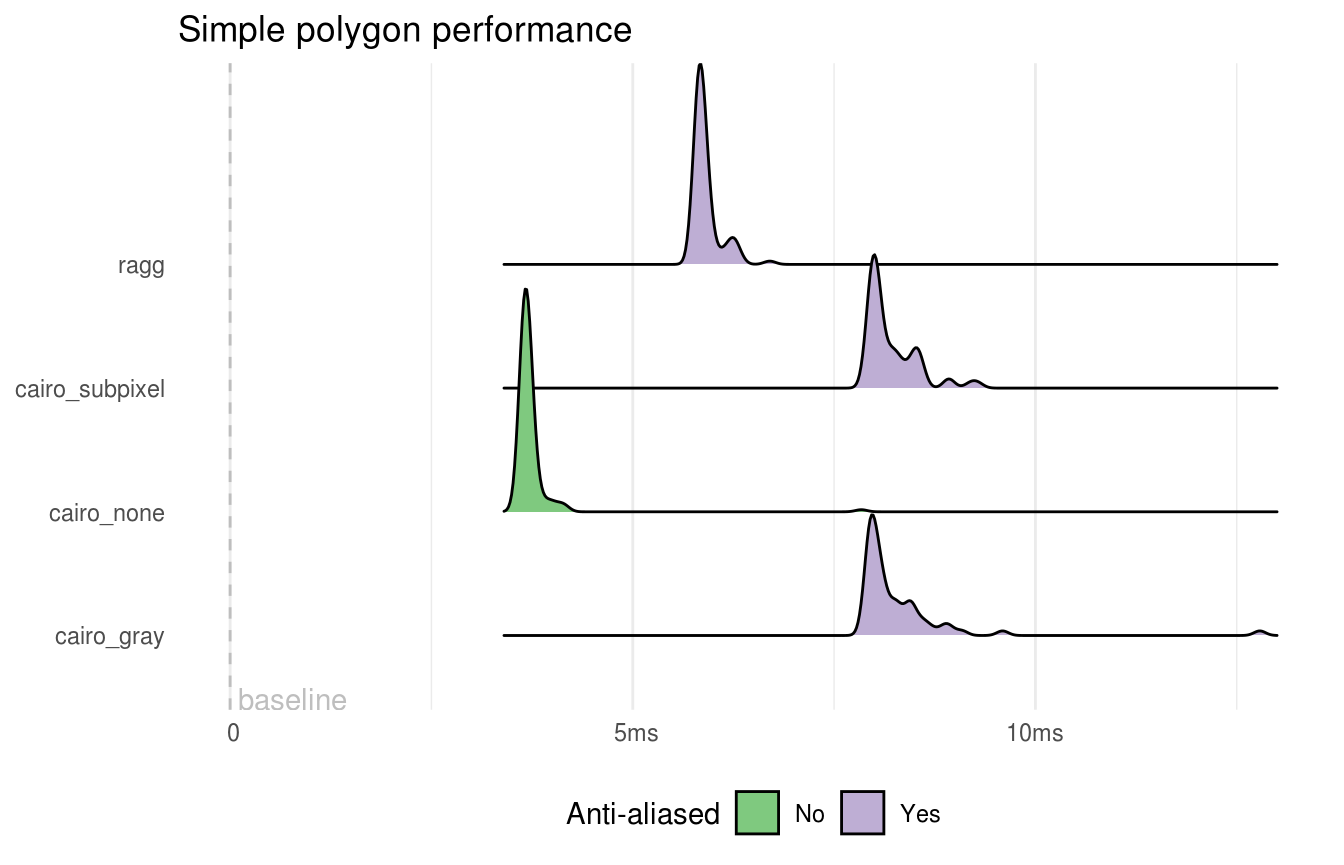 Simple polygon performance
ragg
cairo_subpixel
cairo_none
cairo_gray
baseline
0 5ms 10ms
Anti-aliased No Yes